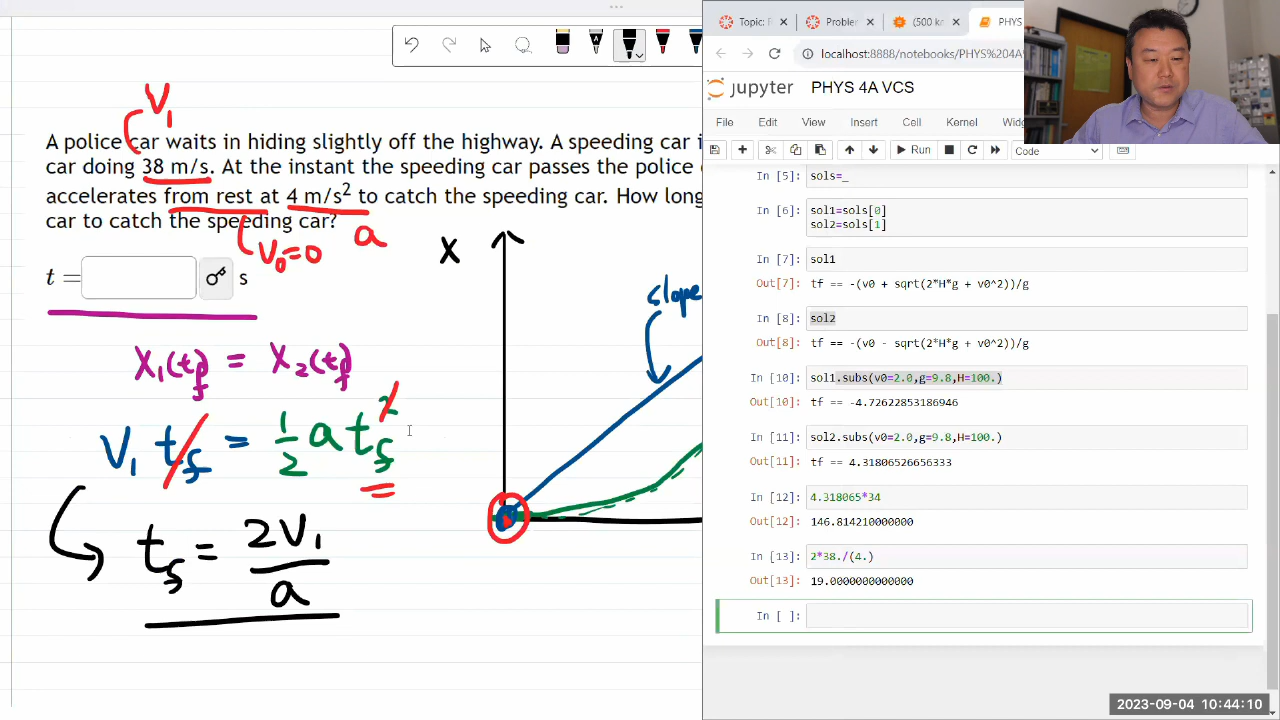 V₁
A police car waits in hiding slightly off the highway. A speeding car i
car doing 38 m/s. At the instant the speeding car passes the police
accelerates from rest at 4 m/s² to catch the speeding car. How long
car to catch the speeding car?
V₀=0
a
t = s
X
slope
X₁(tf) = X₂(tf)
V₁ tf = 1/2 a tf²
tf = 2V₁/a
Topic: E
Problem
(500 kr
PHYS
localhost:8888/notebooks/PHYS%204A
jupyter PHYS 4A VCS
File Edit View Insert Cell Kernel Wid
Run Code
In [5]: sols=_
In [6]: sol1=sols[0]
sol2=sols[1]
In [7]: sol1
Out[7]: tf == -(v0 + sqrt(2*H*g + v0^2))/g
In [8]: sol2
Out[8]: tf == -(v0 - sqrt(2*H*g + v0^2))/g
In [10]: sol1.subs(v0=2.0,g=9.8,H=100.)
Out[10]: tf == -4.72622853186946
In [11]: sol2.subs(v0=2.0,g=9.8,H=100.)
Out[11]: tf == 4.31806526656333
In [12]: 4.318065*34
Out[12]: 146.814210000000
In [13]: 2*38./(4.)
Out[13]: 19.0000000000000
In [ ]:
2023-09-04 10:44:10